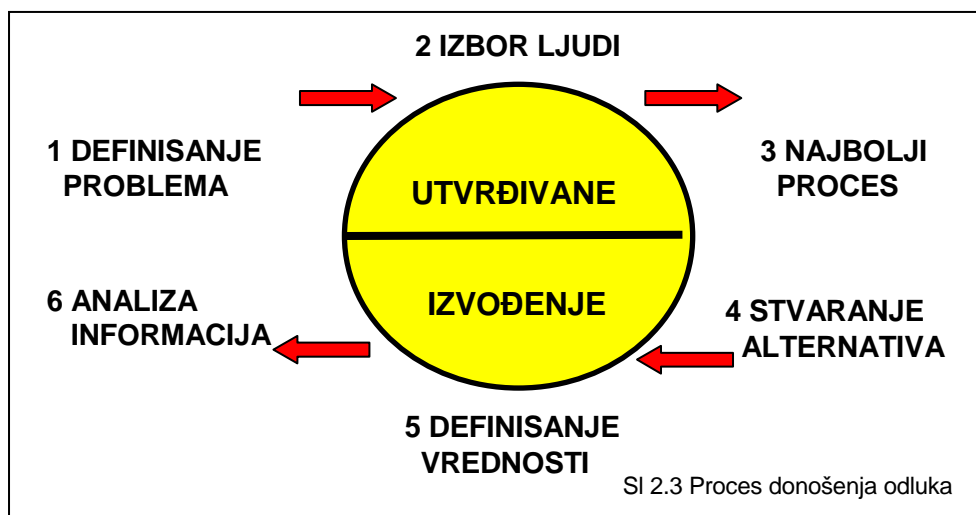 2 IZBOR LJUDI
1 DEFINISANJE
PROBLEMA
3 NAJBOLJI
PROCES
UTVRĐIVANE
IZVOĐENJE
6 ANALIZA
INFORMACIJA
4 STVARANJE
ALTERNATIVA
5 DEFINISANJE
VREDNOSTI
Sl 2.3 Proces donošenja odluka